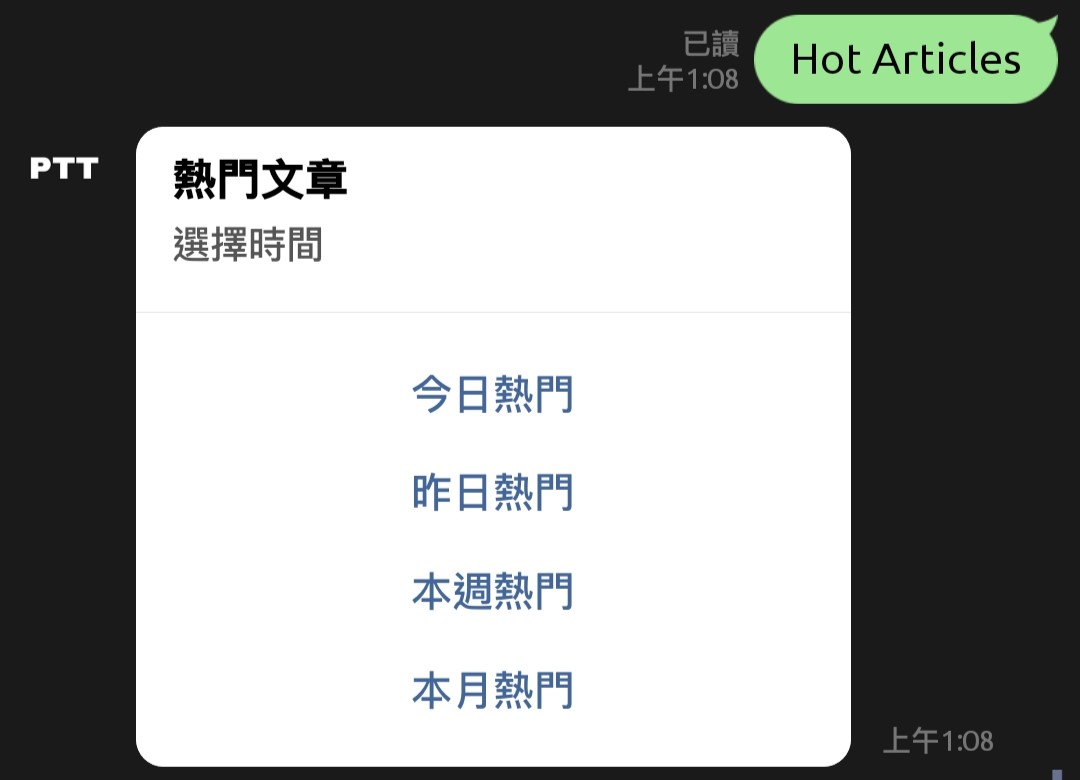 已讀
上午1:08
Hot Articles
PTT
熱門文章
選擇時間
今日熱門
昨日熱門
本週熱門
本月熱門
上午1:08